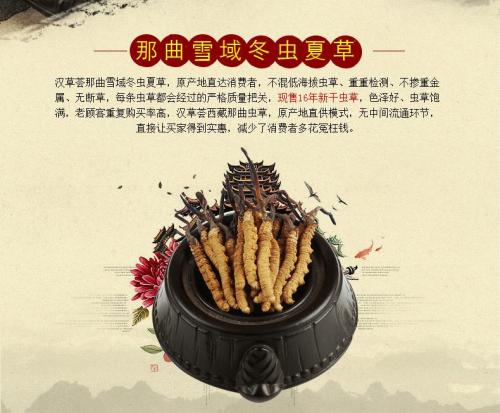 那曲雪域冬虫夏草
汉草荟那曲雪域冬虫夏草，原产地直达消费者，不混低海拔虫草、重重检测、不掺重金
属、无断草，每条虫草都会经过的严格质量把关，现售16年新干虫草，色泽好、虫草饱
满，老顾客重复购买率高，汉草荟西藏那曲虫草，原产地直供模式，无中间流通环节，
直接让买家得到实惠，减少了消费者多花冤枉钱。